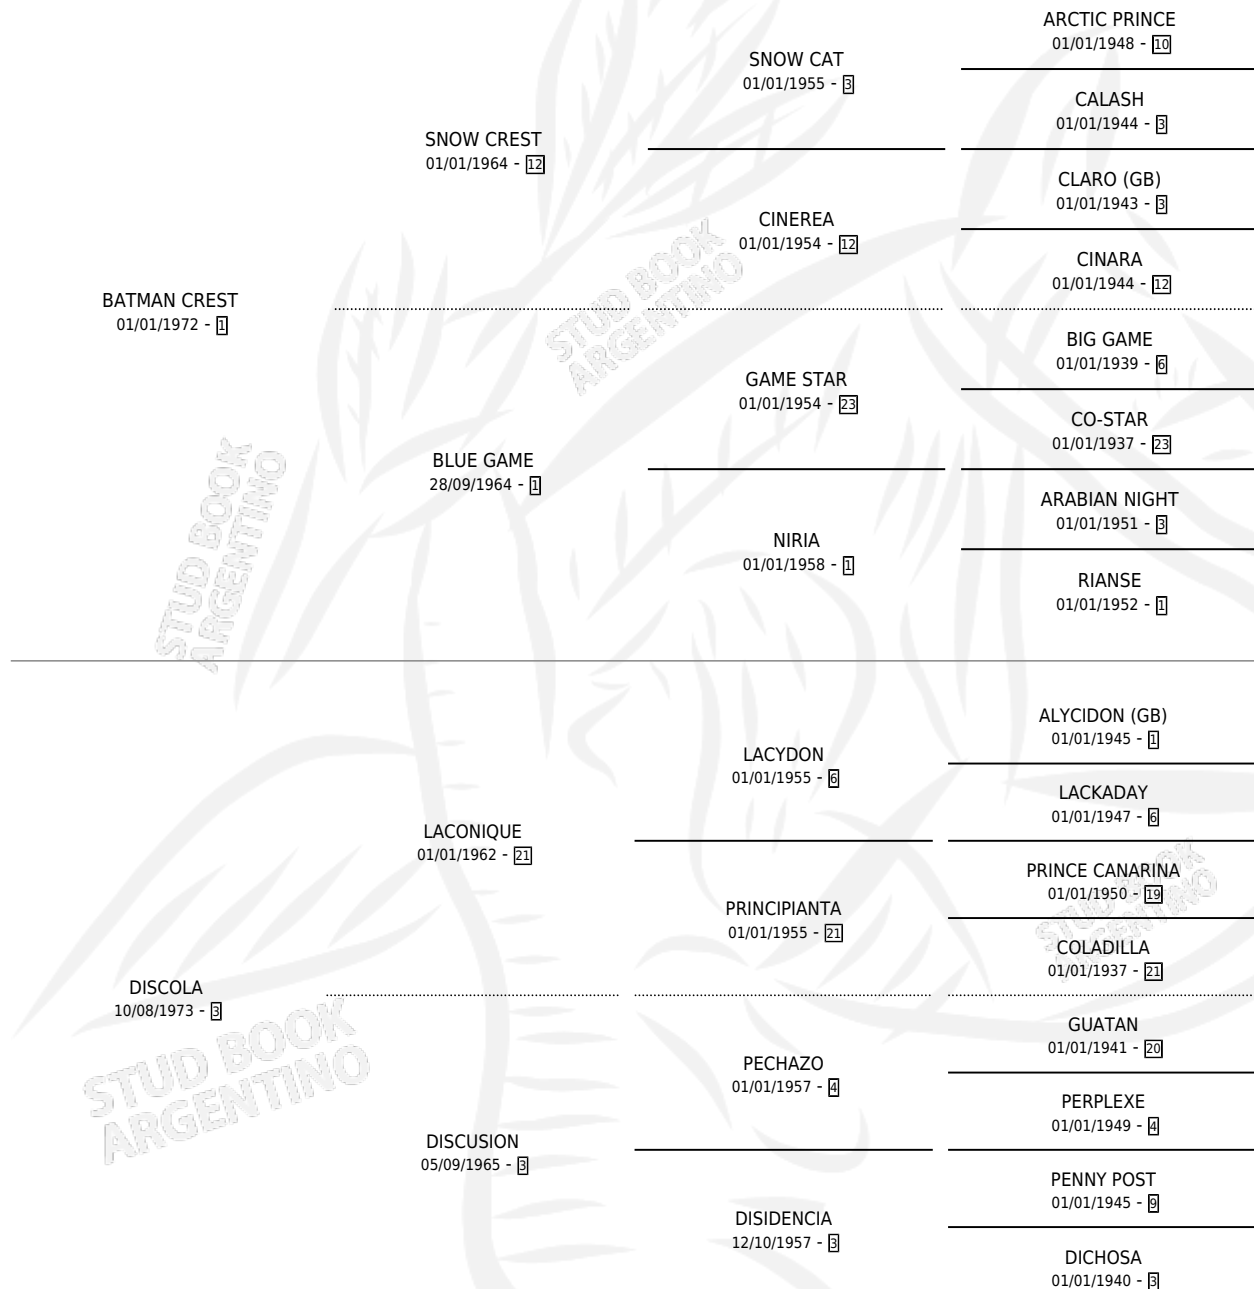 ARCTIC PRINCE
01/01/1948 - 10
SNOW CAT
01/01/1955 - 3
CALASH
01/01/1944 - 3
SNOW CREST
01/01/1964 - 12
CLARO (GB)
01/01/1943 - 3
CINEREA
01/01/1954 - 12
CINARA
01/01/1944 - 12
BATMAN CREST
01/01/1972 - 1
BIG GAME
01/01/1939 - 6
GAME STAR
01/01/1954 - 23
CO-STAR
01/01/1937 - 23
BLUE GAME
28/09/1964 - 1
ARABIAN NIGHT
01/01/1951 - 3
NIRIA
01/01/1958 - 1
RIANSE
01/01/1952 - 1
STUD BOOK
ARGENTINO
STUD BOOK
ARGENTINO
ALYCIDON (GB)
01/01/1945 - 1
LACYDON
01/01/1955 - 6
LACKADAY
01/01/1947 - 6
LACONIQUE
01/01/1962 - 21
PRINCE CANARINA
01/01/1950 - 19
PRINCIPIANTA
01/01/1955 - 21
COLADILLA
01/01/1937 - 21
DISCOLA
10/08/1973 - 3
GUATAN
01/01/1941 - 20
PECHAZO
01/01/1957 - 4
PERPLEXE
01/01/1949 - 4
DISCUSION
05/09/1965 - 3
PENNY POST
01/01/1945 - 9
DISIDENCIA
12/10/1957 - 3
DICHOSA
01/01/1940 - 3
STUD BOOK
ARGENTINO
STUD BOOK
ARGENTINO